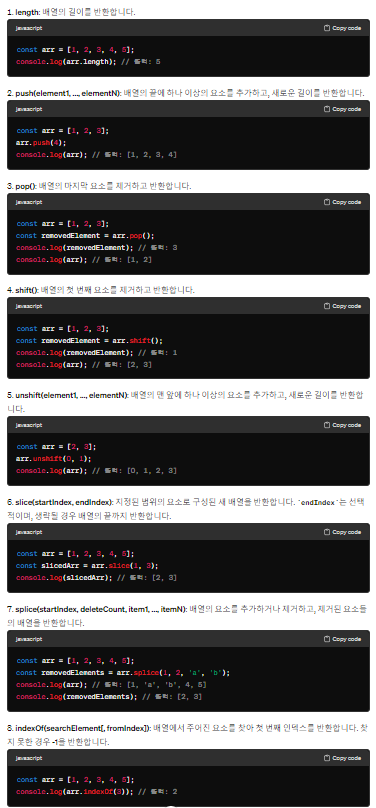 1. length: 배열의 길이를 반환합니다.
javascript Copy code
const arr = [1, 2, 3, 4, 5];
console.log(arr.length); // 출력: 5
2. push(element1, ..., elementN): 배열의 끝에 하나 이상의 요소를 추가하고, 새로운 길이를 반환합니다.
javascript Copy code
const arr = [1, 2, 3];
arr.push(4);
console.log(arr); // 출력: [1, 2, 3, 4]
3. pop(): 배열의 마지막 요소를 제거하고 반환합니다.
javascript Copy code
const arr = [1, 2, 3];
const removedElement = arr.pop();
console.log(removedElement); // 출력: 3
console.log(arr); // 출력: [1, 2]
4. shift(): 배열의 첫 번째 요소를 제거하고 반환합니다.
javascript Copy code
const arr = [1, 2, 3];
const removedElement = arr.shift();
console.log(removedElement); // 출력: 1
console.log(arr); // 출력: [2, 3]
5. unshift(element1, ..., elementN): 배열의 맨 앞에 하나 이상의 요소를 추가하고, 새로운 길이를 반환합
니다.
javascript Copy code
const arr = [2, 3];
arr.unshift(0, 1);
console.log(arr); // 출력: [0, 1, 2, 3]
6. slice(startIndex, endIndex): 지정된 범위의 요소로 구성된 새 배열을 반환합니다. `endIndex`는 선택
적이며, 생략될 경우 배열의 끝까지 반환합니다.
javascript Copy code
const arr = [1, 2, 3, 4, 5];
const slicedArr = arr.slice(1, 3);
console.log(slicedArr); // 출력: [2, 3]
7. splice(startIndex, deleteCount, item1, ..., itemN): 배열의 요소를 추가하거나 제거하고, 제거된 요소들
의 배열을 반환합니다.
javascript Copy code
const arr = [1, 2, 3, 4, 5];
const removedElements = arr.splice(1, 2, 'a', 'b');
console.log(arr); // 출력: [1, 'a', 'b', 4, 5]
console.log(removedElements); // 출력: [2, 3]
8. indexOf(searchElement[, fromIndex]): 배열에서 주어진 요소를 찾아 첫 번째 인덱스를 반환합니다. 찾
지 못한 경우 -1을 반환합니다.
javascript Copy code
const arr = [1, 2, 3, 4, 5];
console.log(arr.indexOf(3)); // 출력: 2